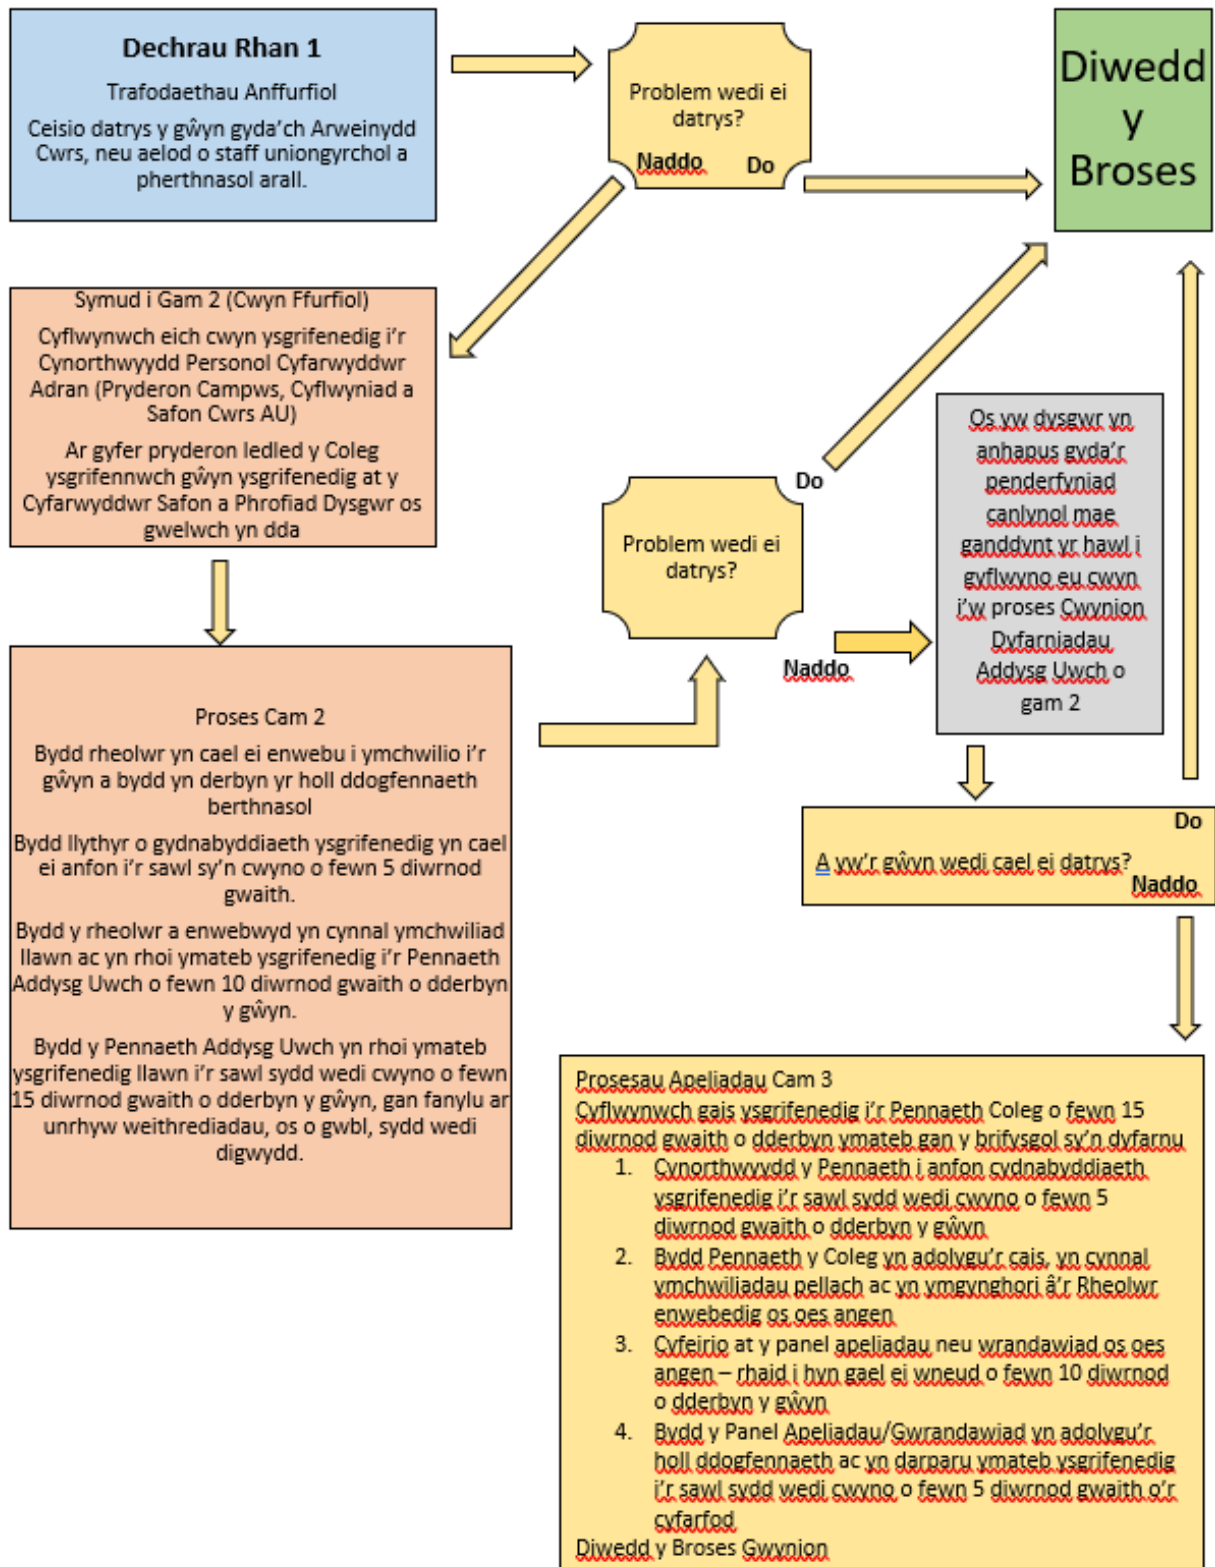 Dechrau Rhan 1
Trafodaethau Anffurfiol
Ceisio datrys y gŵyn gyda’ch Arweinydd
Cwrs, neu aelod o staff uniongyrchol a
pherthnasol arall.
Problem wedi ei
datrys?
Naddo Do
Diwedd
y
Broses
Symud i Gam 2 (Cwyn Ffurfiol)
Cyflwynwch eich cwyn ysgrifenedig i’r
Cynorthwyydd Personol Cyfarwyddwr
Adran (Pryderon Campws, Cyflwyniad a
Safon Cwrs AU)
Ar gyfer pryderon ledled y Coleg
ysgrifennwch gŵyn ysgrifenedig at y
Cyfarwyddwr Safon a Phrofiad Dysgwr os
gwelwch yn dda
Proses Cam 2
Bydd rheolwr yn cael ei enwebu i ymchwilio i’r
gŵyn a bydd yn derbyn yr holl ddogfennaeth
berthnasol
Bydd llythyr o gydnabyddiaeth ysgrifenedig yn cael
ei anfon i’r sawl sy’n cwyno o fewn 5 diwrnod
gwaith.
Bydd y rheolwr a enwebwyd yn cynnal ymchwiliad
llawn ac yn rhoi ymateb ysgrifenedig i’r Pennaeth
Addysg Uwch o fewn 10 diwrnod gwaith o dderbyn
y gŵyn.
Bydd y Pennaeth Addysg Uwch yn rhoi ymateb
ysgrifenedig llawn i’r sawl sydd wedi cwyno o fewn
15 diwrnod gwaith o dderbyn y gŵyn, gan fanylu ar
unrhyw weithrediadau, os o gwbl, sydd wedi
digwydd.
Do
Problem wedi ei
datrys?
Naddo
Os yw dysgwr yn
anhapus gyda’r
penderfyniad
canlynol mae
ganddynt yr hawl i
gyflwyno eu cwyn
i’w proses Cwynion
Dyfarniadau
Addysg Uwch o
gam 2
Do
A yw’r gŵyn wedi cael ei datrys?
Naddo
Prosesau Apeliadau Cam 3
Cyflwynwch gais ysgrifenedig i’r Pennaeth Coleg o fewn 15
diwrnod gwaith o dderbyn ymateb gan y brifysgol sy’n dyfarnu
1. Cynorthwyydd y Pennaeth i anfon cydnabyddiaeth
ysgrifenedig i’r sawl sydd wedi cwyno o fewn 5
diwrnod gwaith o dderbyn y gŵyn
2. Bydd Pennaeth y Coleg yn adolygu’r cais, yn cynnal
ymchwiliadau pellach ac yn ymgynghori â’r Rheolwr
enwebedig os oes angen
3. Cyfeirio at y panel apeliadau neu wrandawiad os oes
angen – rhaid i hyn gael ei wneud o fewn 10 diwrnod
o dderbyn y gŵyn
4. Bydd y Panel Apeliadau/Gwrandawiad yn adolygu’r
holl ddogfennaeth ac yn darparu ymateb ysgrifenedig
i’r sawl sydd wedi cwyno o fewn 5 diwrnod gwaith o’r
cyfarfod
Diwedd y Broses Gwynion